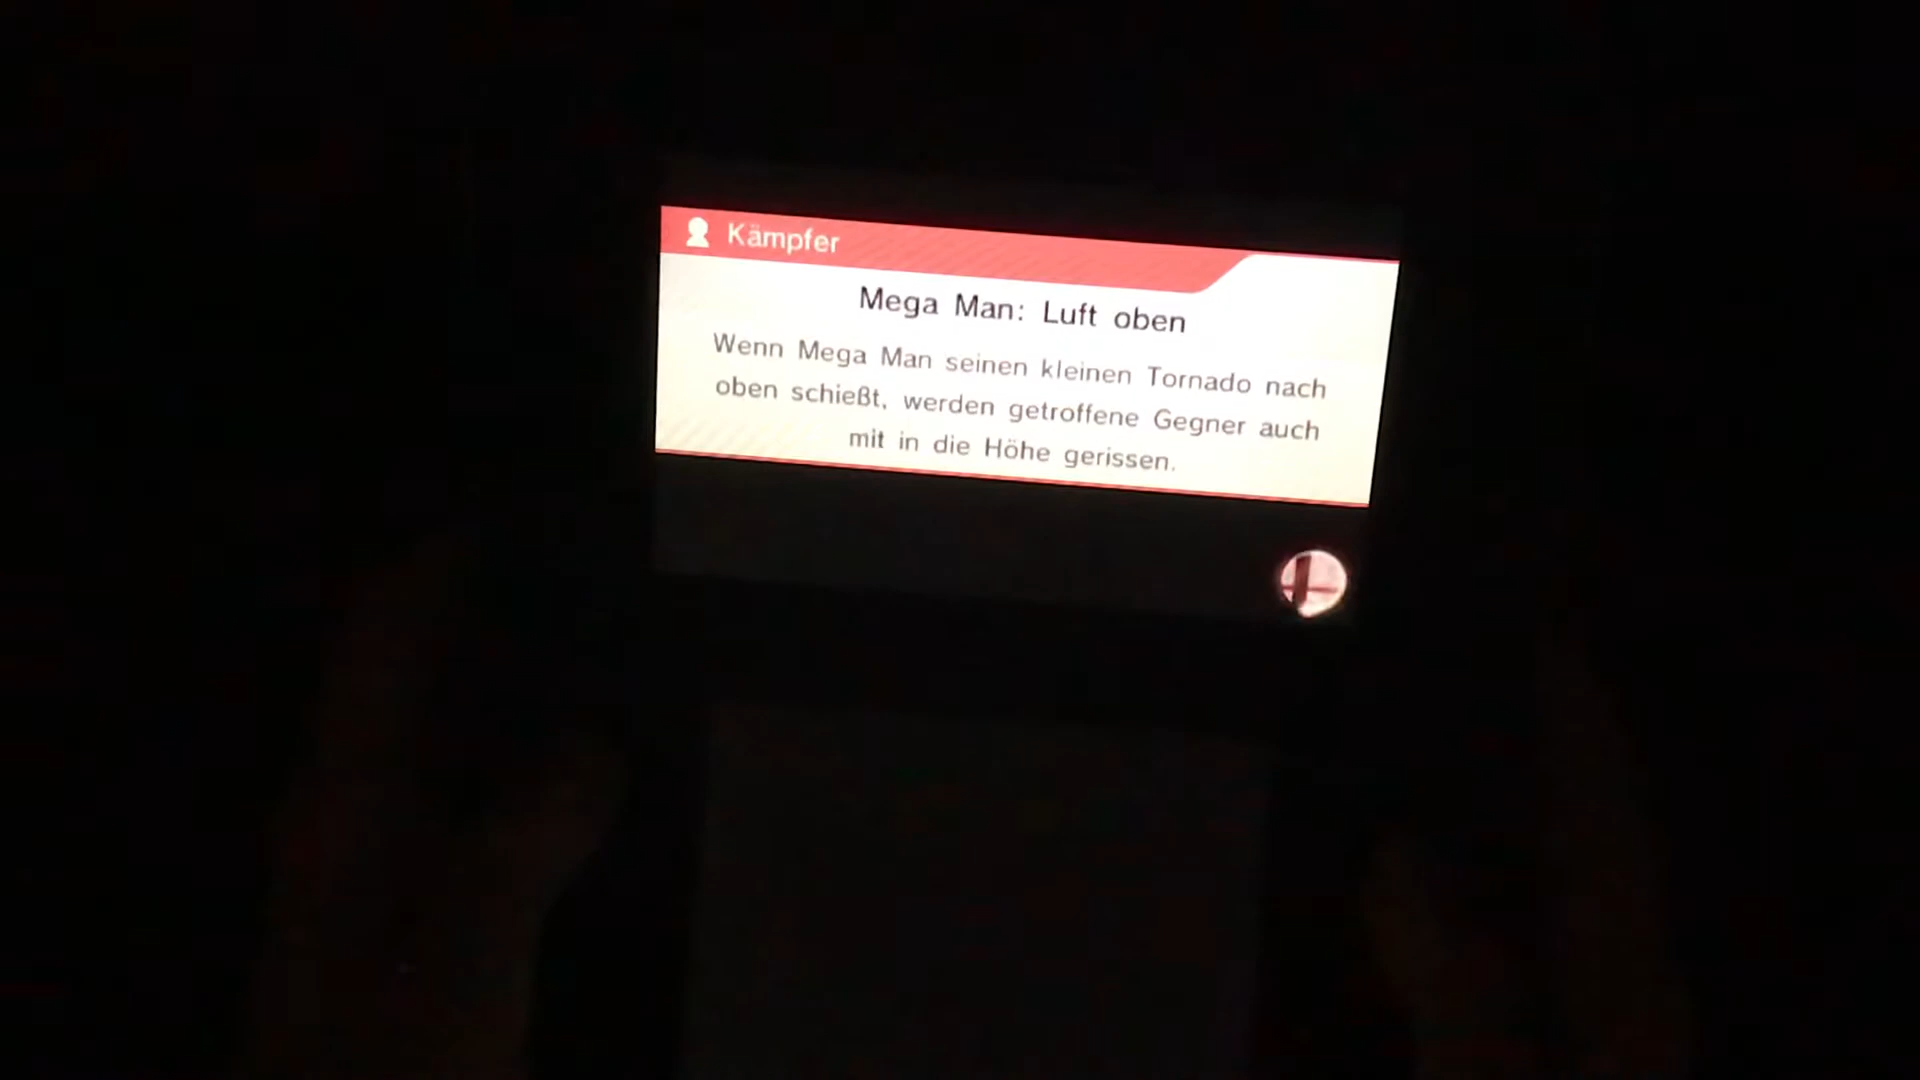 Kämpfer
Mega Man: Luft oben
Wenn Mega Man seinen kleinen Tornado nach
oben schießt, werden getroffene Gegner auch
mit in die Höhe gerissen.